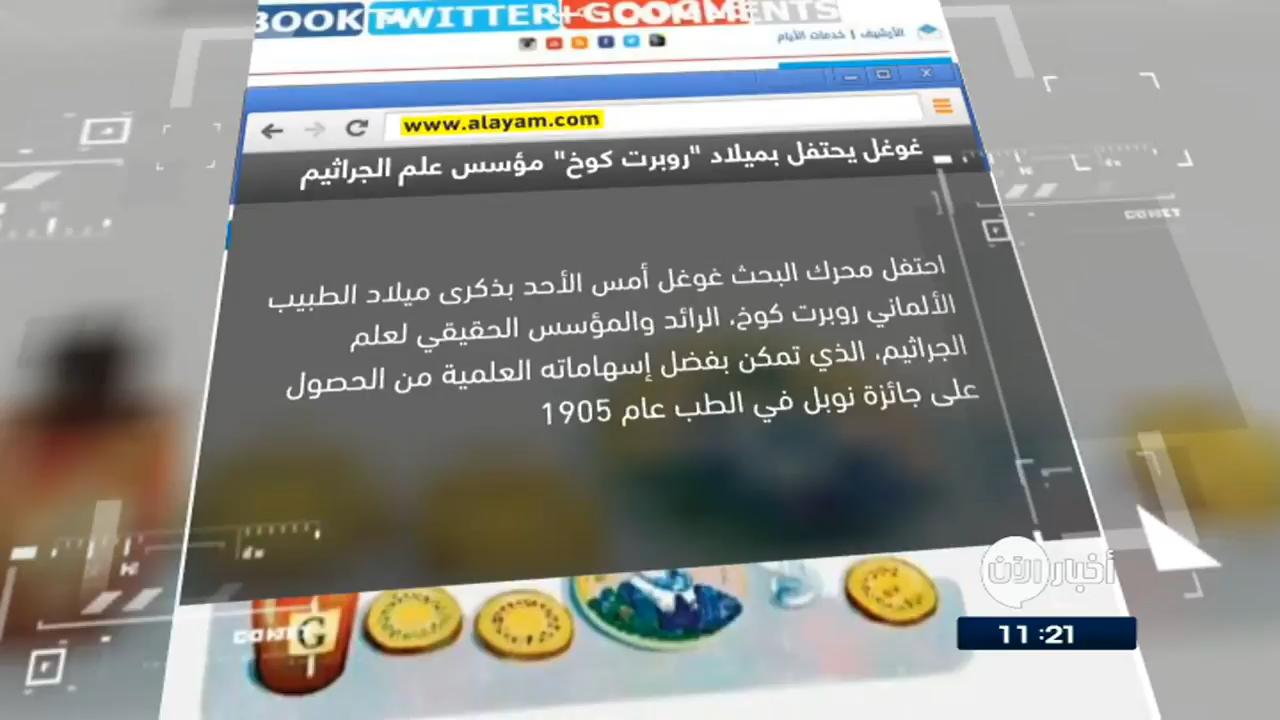 TWITTER
الأرشيف | خدمات الأيام
www.alayam.com
غوغل يحتفل بميلاد "روبرت كوخ" مؤسس علم الجراثيم
احتفل محرك البحث غوغل أمس الأحد بذكرى ميلاد الطبيب
الألماني روبرت كوخ، الرائد والمؤسس الحقيقي لعلم
الجراثيم، الذي تمكن بفضل إسهاماته العلمية من الحصول
على جائزة نوبل في الطب عام 1905
G
أخبار الآن
11:21